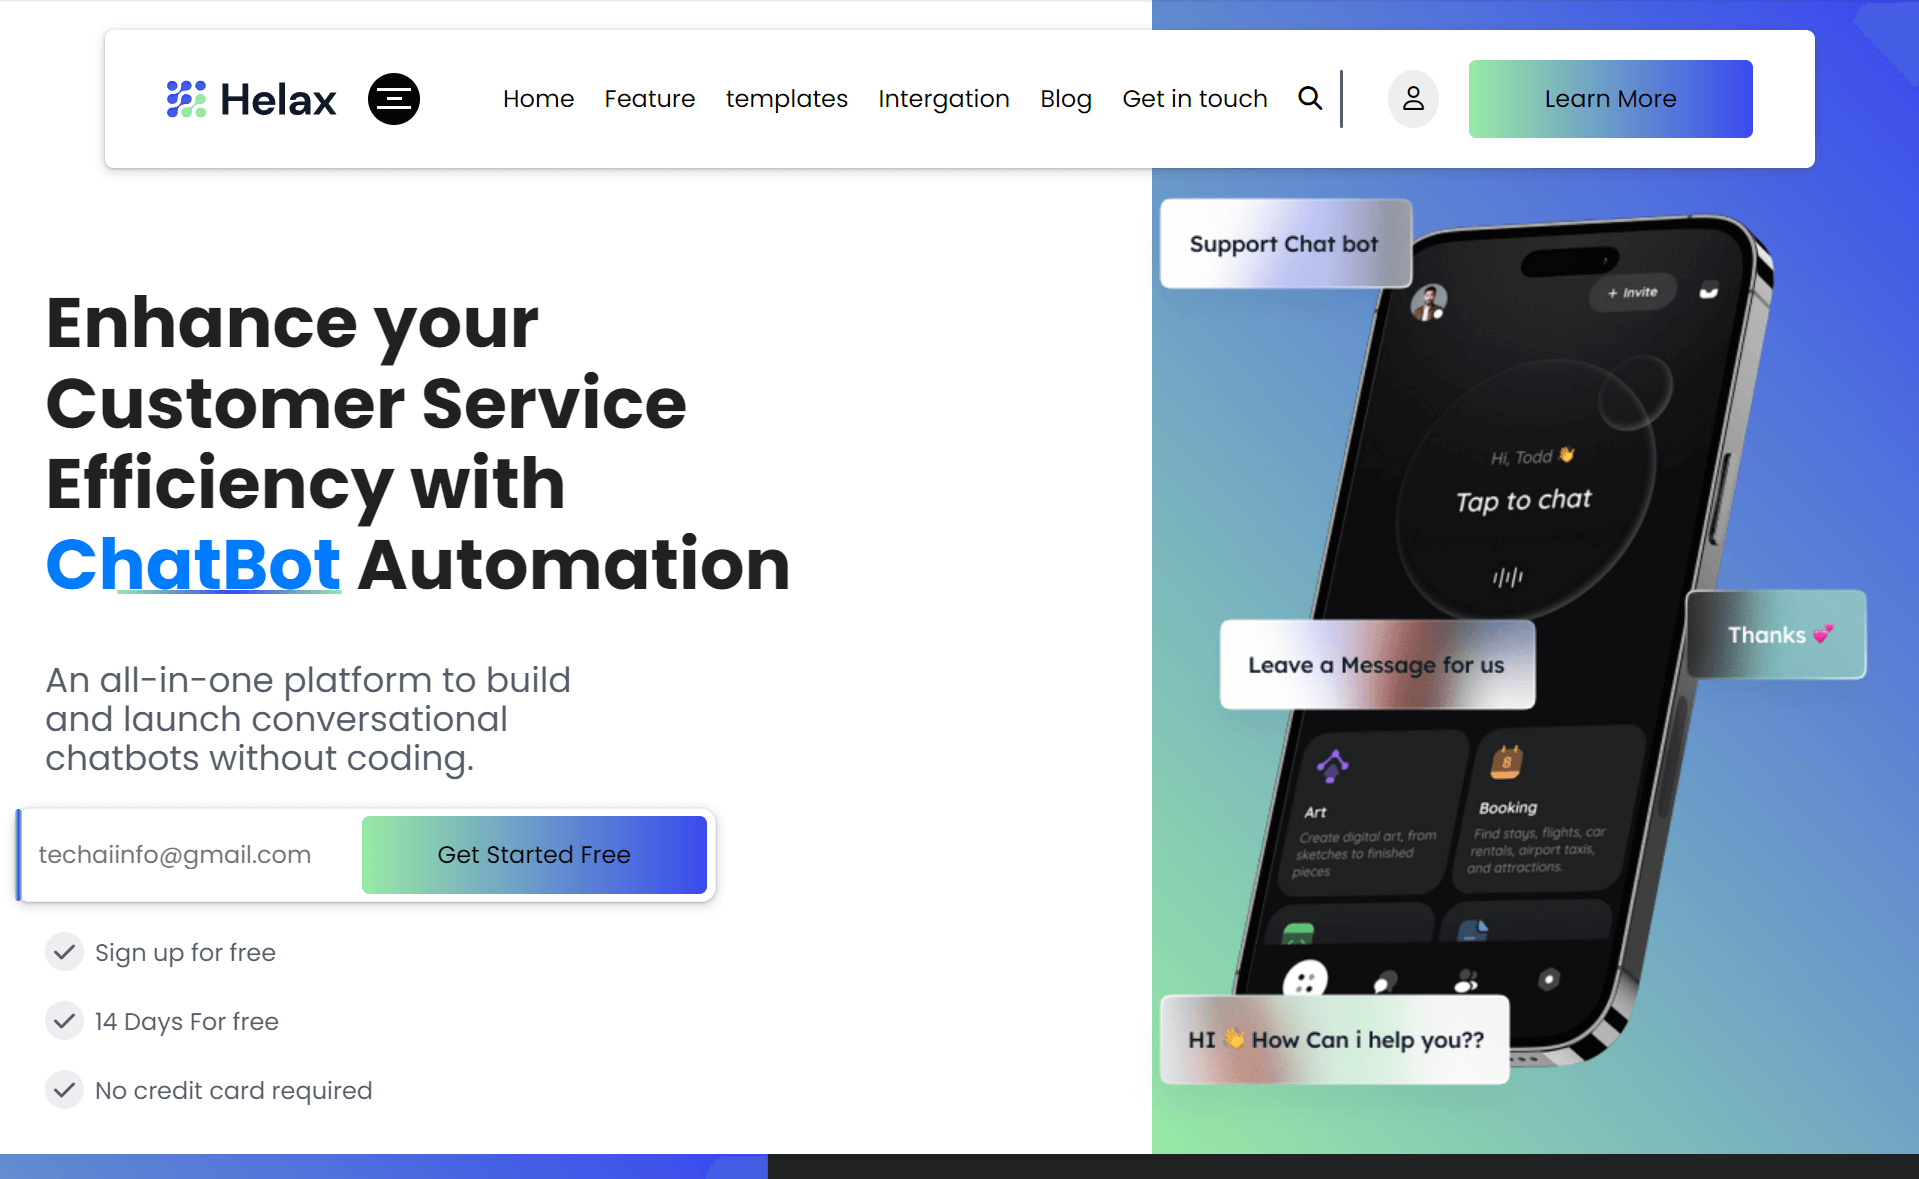 Helax
Home
Feature
templates
Intergation
Blog
Get in touch
Learn More
Enhance your
Customer Service
Efficiency with
ChatBot Automation
An all-in-one platform to build
and launch conversational
chatbots without coding.
techaiinfo@gmail.com
Get Started Free
Sign up for free
14 Days For free
No credit card required
Support Chat bot
+ Invite
Hi, Todd 👋
Tap to chat
Thanks 💕
Leave a Message for us
Art
Create digital art, from
sketches to finished
pieces
8
Booking
Find stays, flights, car
rentals, airport taxis,
and attractions.
HI 👋 How Can i help you??